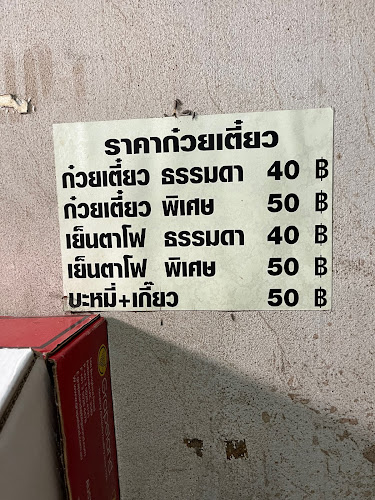 ราคาก๋วยเตี๋ยว
ก๋วยเตี๋ยว ธรรมดา 40 ฿
ก๋วยเตี๋ยว พิเศษ 50 ฿
เย็นตาโฟ ธรรมดา 40 ฿
เย็นตาโฟ พิเศษ 50 ฿
บะหมี่+เกี๊ยว 50 ฿